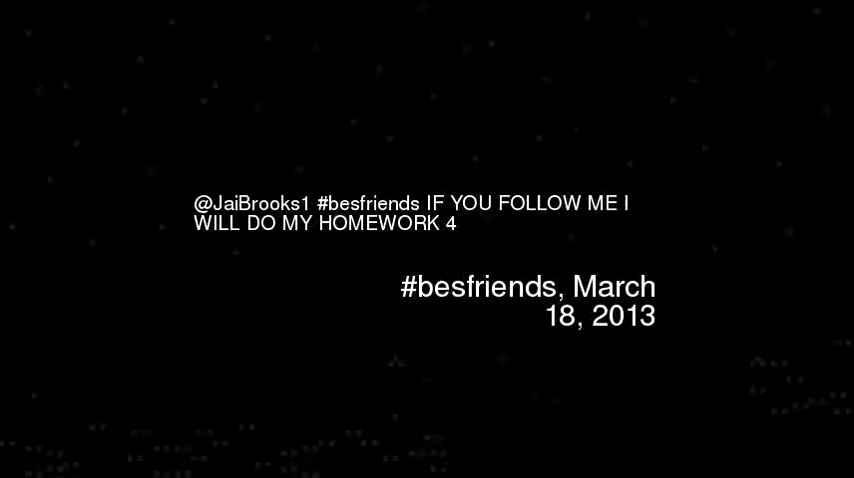 @JaiBrooks1 #besfriends IF YOU FOLLOW ME I
WILL DO MY HOMEWORK 4
#besfriends, March
18, 2013